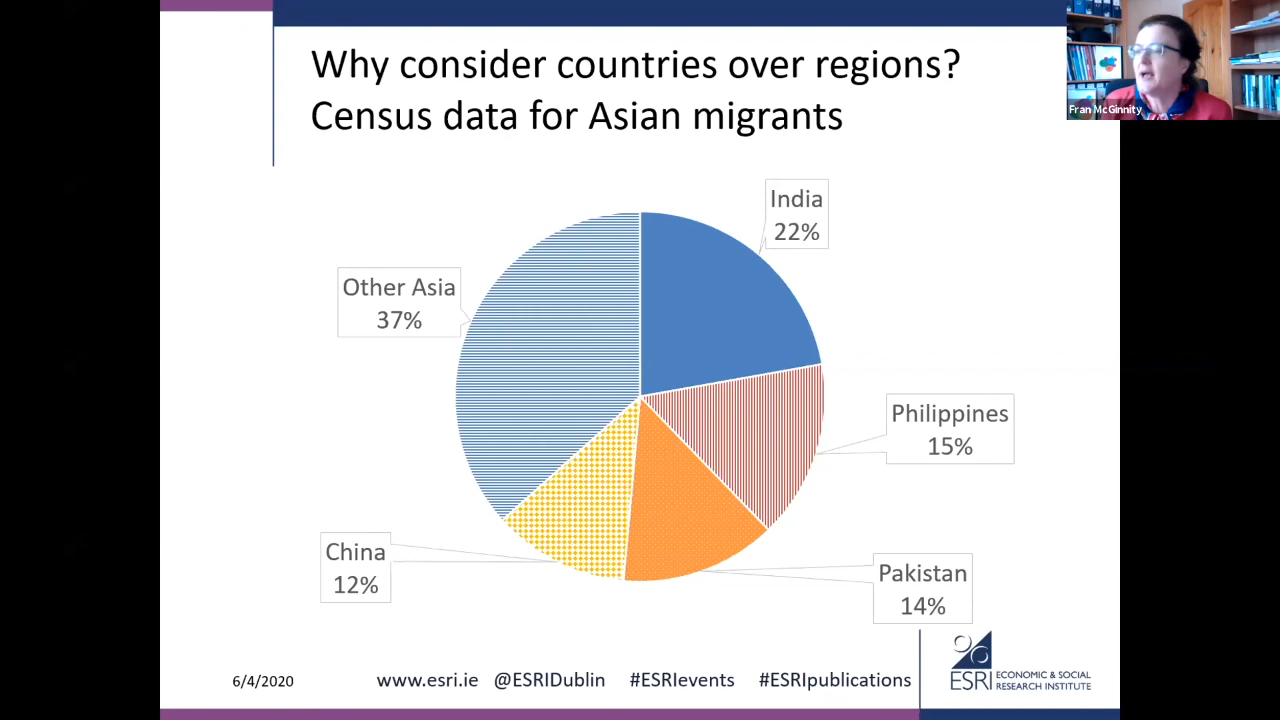 Why consider countries over regions?
Census data for Asian migrants
Fran McGinnity
India
22%
Other Asia
37%
Philippines
15%
China
12%
Pakistan
14%
6/4/2020
www.esri.ie @ESRIDublin #ESRIevents #ESRIpublications
ESRI
ECONOMIC & SOCIAL
RESEARCH INSTITUTE